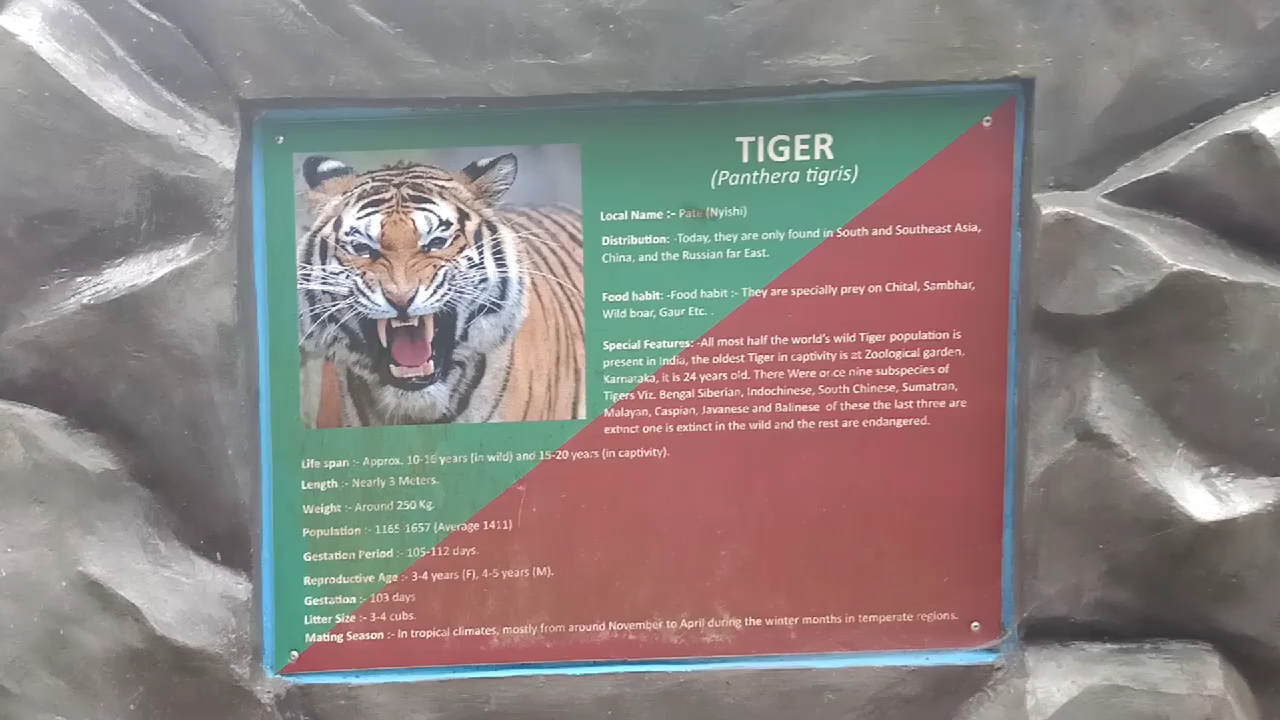 TIGER
(Panthera tigris)
Local Name :- Pate (Nyishi)
Distribution: -Today, they are only found in South and Southeast Asia,
China, and the Russian far East.
Food habit: -Food habit :- They are specially prey on Chital, Sambhar,
Wild boar, Gaur Etc. .
Special Features: -All most half the world's wild Tiger population is
present in India, the oldest Tiger in captivity is at Zoological garden,
Karnaraka, it is 24 years old. There Were once nine subspecies of
Tigers Viz. Bengal Siberian, Indochinese, South Chinese, Sumatran,
Malayan, Caspian, Javanese and Balinese of these the last three are
extinct one is extinct in the wild and the rest are endangered.
Life span :- Approx. 10-16 years (in wild) and 15-20 years (in captivity).
Length :- Nearly 3 Meters.
Weight :- Around 250 Kg.
Population :- 1165 1657 (Average 1411)
Gestation Period :- 105-112 days.
Reproductive Age :- 3-4 years (F), 4-5 years (M).
Gestation :- 103 days
Litter Size :- 3-4 cubs.
Mating Season :- In tropical climates, mostly from around November to April during the winter months in temperate regions.